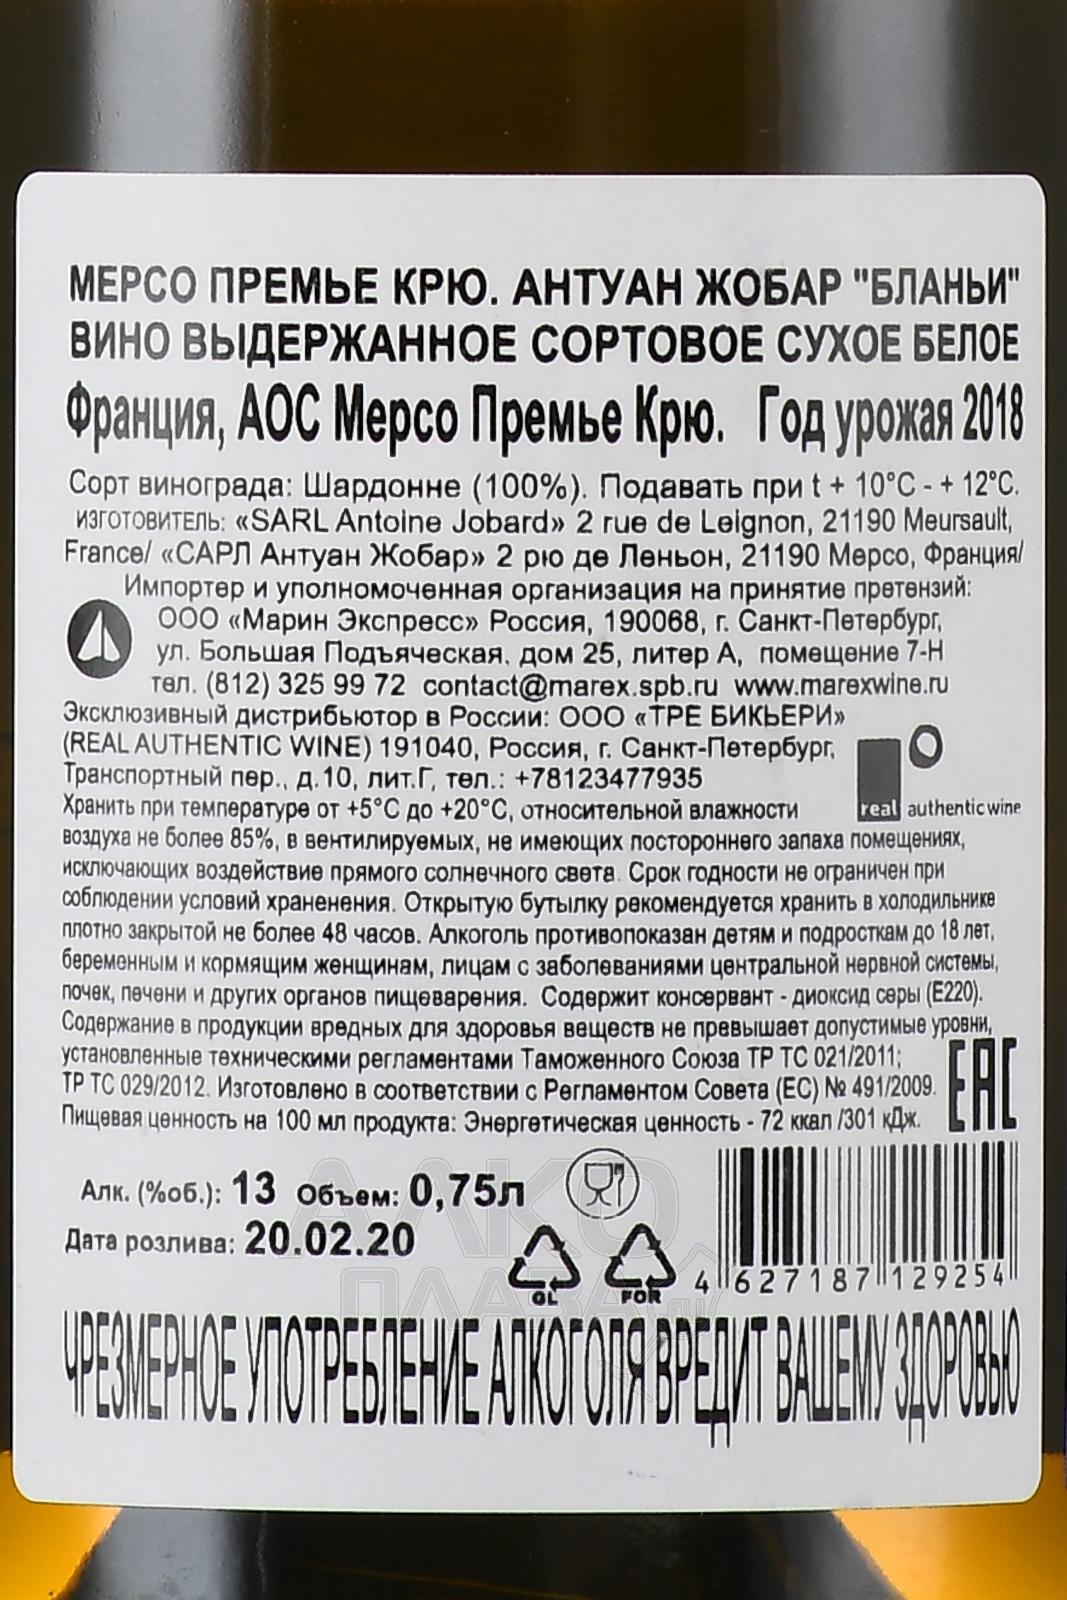 МЕРСО ПРЕМЬЕ КРЮ. АНТУАН ЖОБАР "БЛАНЬИ"
ВИНО ВЫДЕРЖАННОЕ СОРТОВОЕ СУХОЕ БЕЛОЕ
Франция, АОС Мерсо Премье Крю. Год урожая 2018
Сорт винограда: Шардонне (100%). Подавать при t + 10°C - + 12°C.
ИЗГОТОВИТЕЛЬ: «SARL Antoine Jobard» 2 rue de Leignon, 21190 Meursault,
France/ «САРЛ Антуан Жобар» 2 рю де Леньон, 21190 Мерсо, Франция/
Импортер и уполномоченная организация на принятие претензий:
ООО «Марин Экспресс» Россия, 190068, г. Санкт-Петербург,
ул. Большая Подъяческая, дом 25, литер А, помещение 7-Н
тел. (812) 325 99 72 contact@marex.spb.ru www.marexwine.ru
Эксклюзивный дистрибьютор в России: ООО «ТРЕ БИКЬЕРИ»
(REAL AUTHENTIC WINE) 191040, Россия, г. Санкт-Петербург,
Транспортный пер., д.10, лит.Г, тел.: +78123477935
real authentic wine
Хранить при температуре от +5°C до +20°C, относительной влажности
воздуха не более 85%, в вентилируемых, не имеющих постороннего запаха помещениях,
исключающих воздействие прямого солнечного света. Срок годности не ограничен при
соблюдении условий храненения. Открытую бутылку рекомендуется хранить в холодильнике
плотно закрытой не более 48 часов. Алкоголь противопоказан детям и подросткам до 18 лет,
беременным и кормящим женщинам, лицам с заболеваниями центральной нервной системы,
почек, печени и других органов пищеварения. Содержит консервант - диоксид серы (E220).
Содержание в продукции вредных для здоровья веществ не превышает допустимые уровни,
установленные техническими регламентами Таможенного Союза ТР ТС 021/2011;
ТР ТС 029/2012. Изготовлено в соответствии с Регламентом Совета (ЕС) № 491/2009.
Пищевая ценность на 100 мл продукта: Энергетическая ценность - 72 ккал /301 кДж.
EAC
Алк. (%об.): 13 Объем: 0,75л
Дата розлива: 20.02.20
GL FOR
4 627187 129254
АЛКО
ПЛАЗА.ru
ЧРЕЗМЕРНОЕ УПОТРЕБЛЕНИЕ АЛКОГОЛЯ ВРЕДИТ ВАШЕМУ ЗДОРОВЬЮ